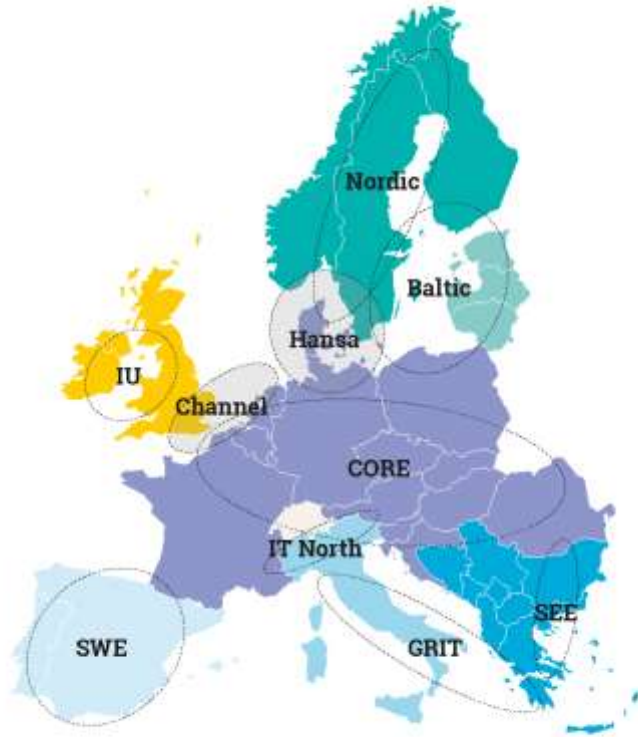 Nordic
Baltic
Hansa
IU
Channel
CORE
IT North
SEE
SWE
GRIT